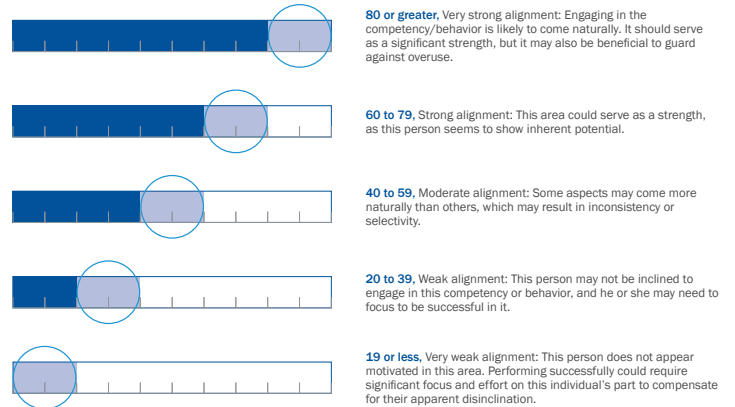 80 or greater, Very strong alignment: Engaging in the
competency/behavior is likely to come naturally. It should serve
as a significant strength, but it may also be beneficial to guard
against overuse.
60 to 79, Strong alignment: This area could serve as a strength,
as this person seems to show inherent potential.
40 to 59, Moderate alignment: Some aspects may come more
naturally than others, which may result in inconsistency or
selectivity.
20 to 39, Weak alignment: This person may not be inclined to
engage in this competency or behavior, and he or she may need to
focus to be successful in it.
19 or less, Very weak alignment: This person does not appear
motivated in this area. Performing successfully could require
significant focus and effort on this individual's part to compensate
for their apparent disinclination.